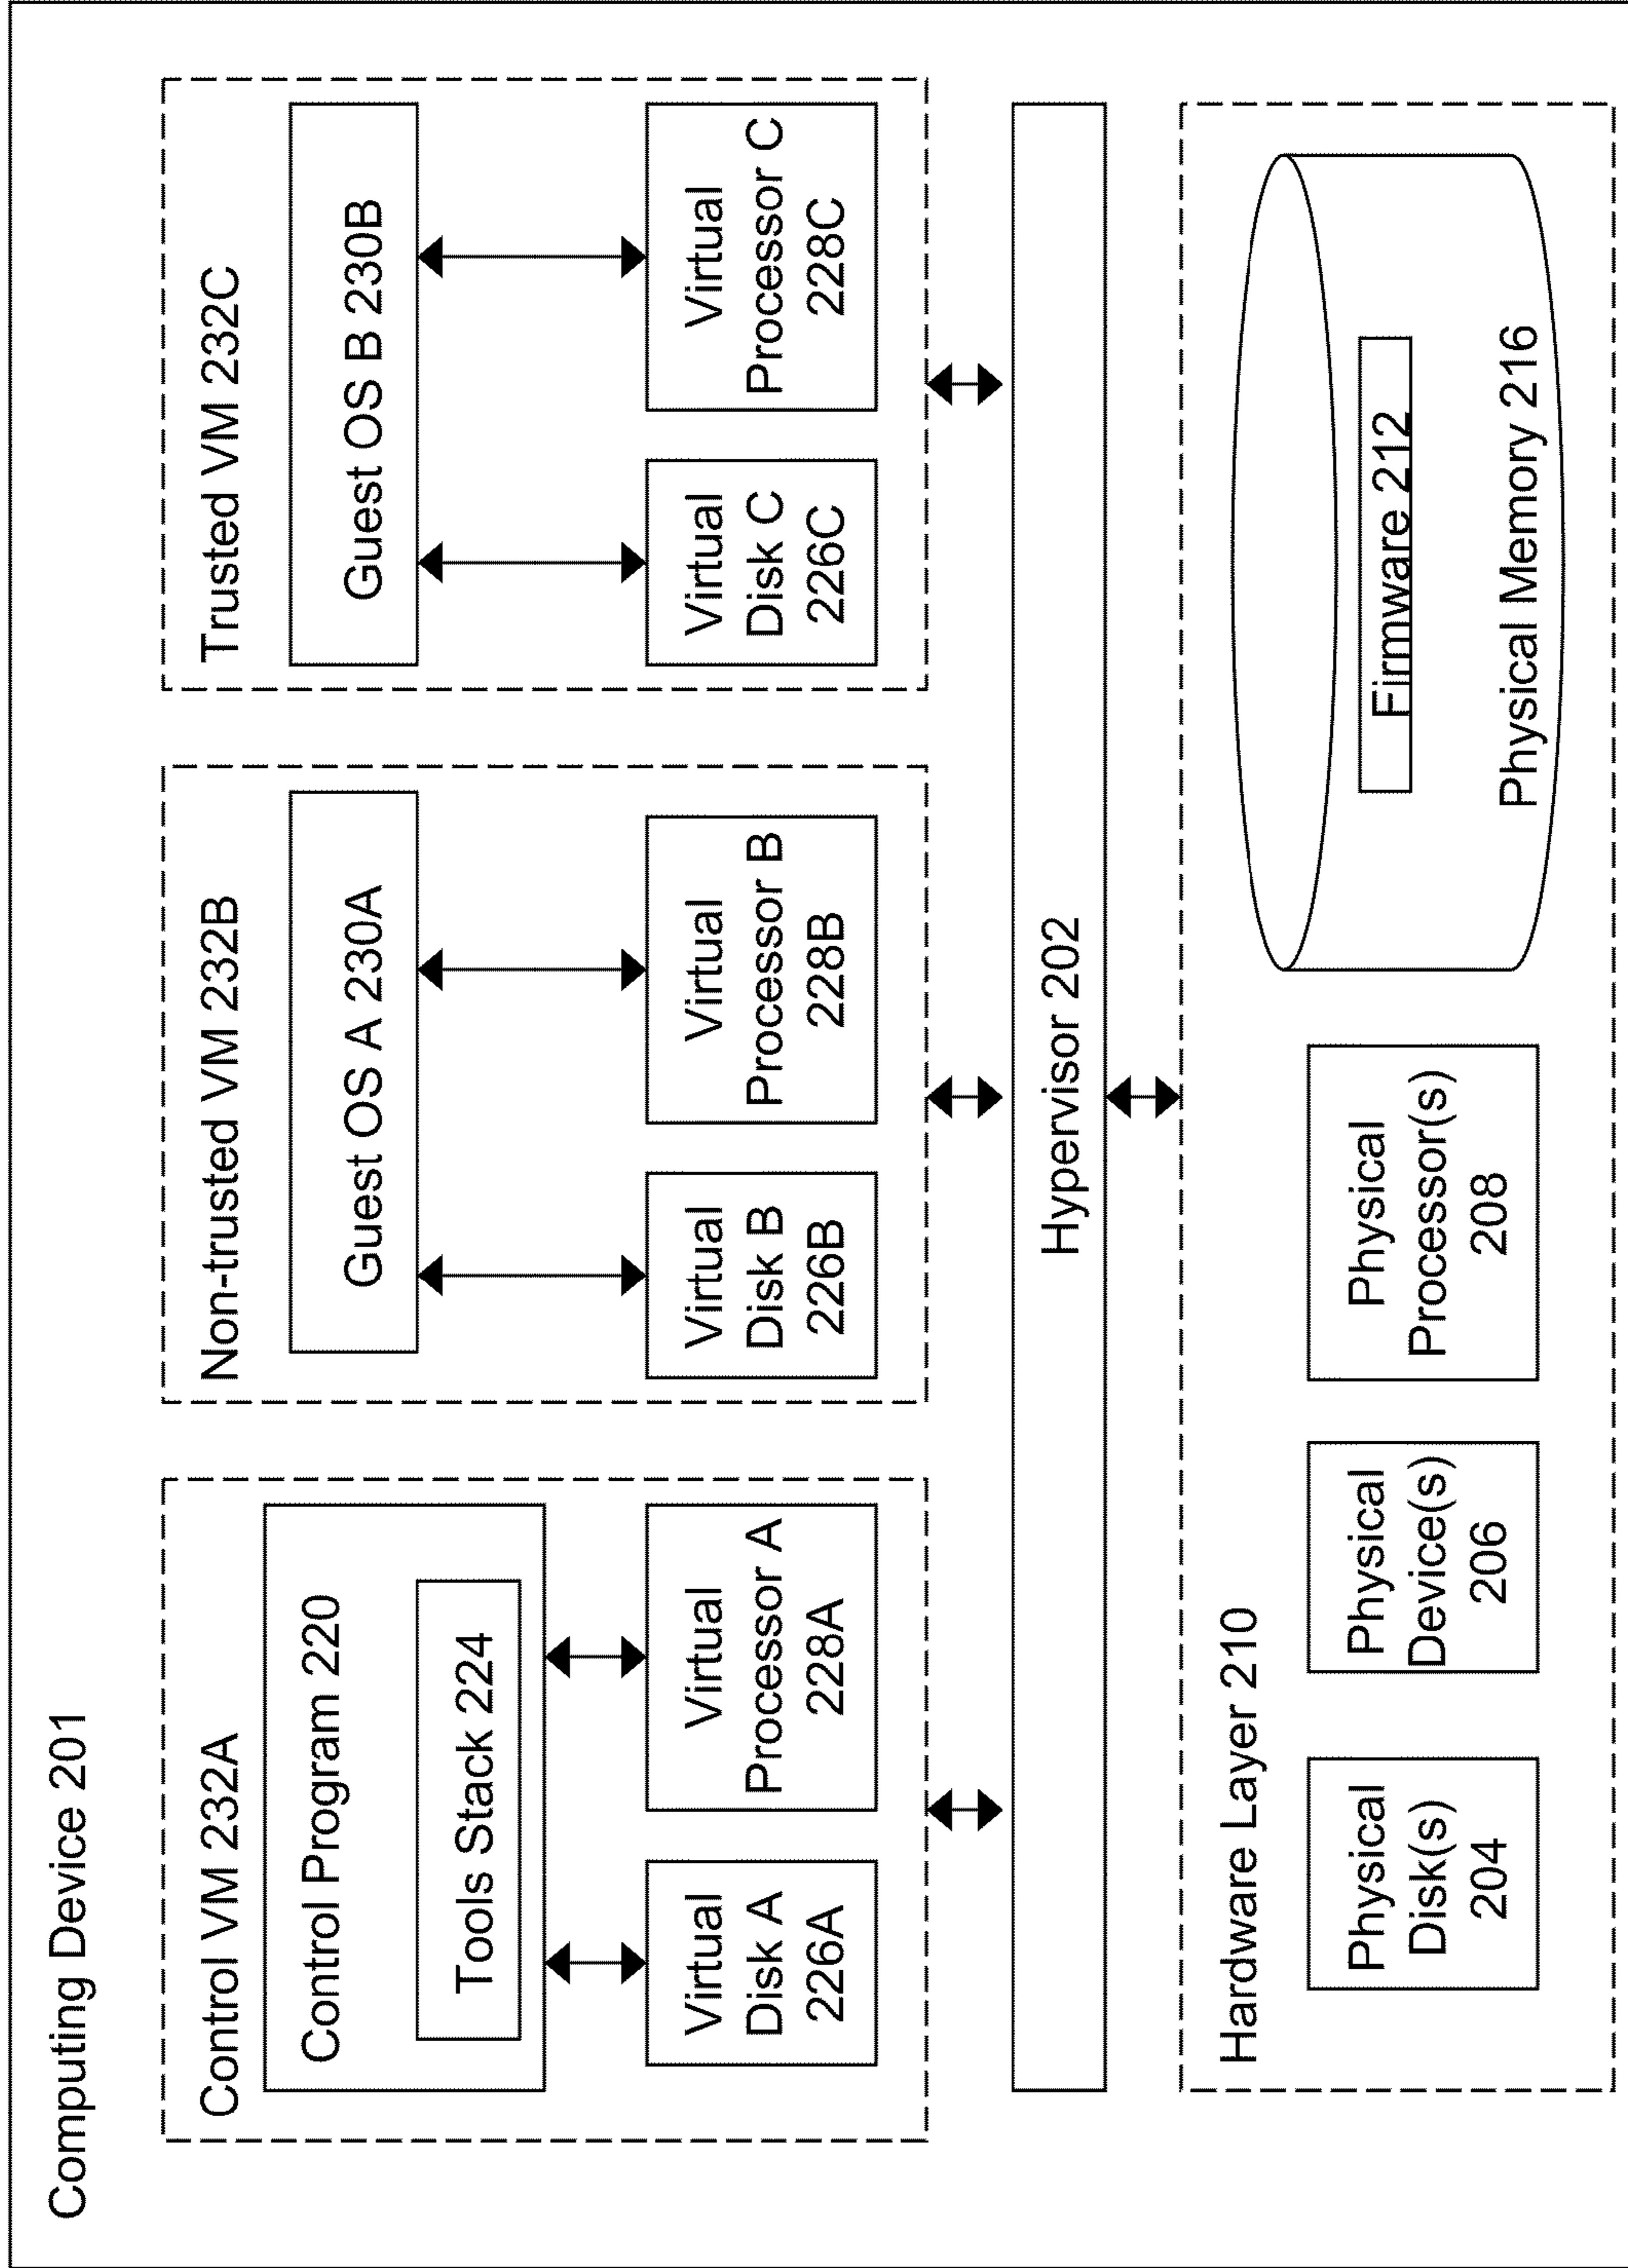 Computing Device 201
Control VM 232A
Control Program 220
Tools Stack 224
Virtual
Disk A
226A
Virtual
Processor A
228A
Non-trusted VM 232B
Guest OS A 230A
Virtual
Disk B
226B
Virtual
Processor B
228B
Trusted VM 232C
Guest OS B 230B
Virtual
Disk C
226C
Virtual
Processor C
228C
Hypervisor 202
Hardware Layer 210
Physical
Disk(s)
204
Physical
Device(s)
206
Physical
Processor(s)
208
Firmware 212
Physical Memory 216